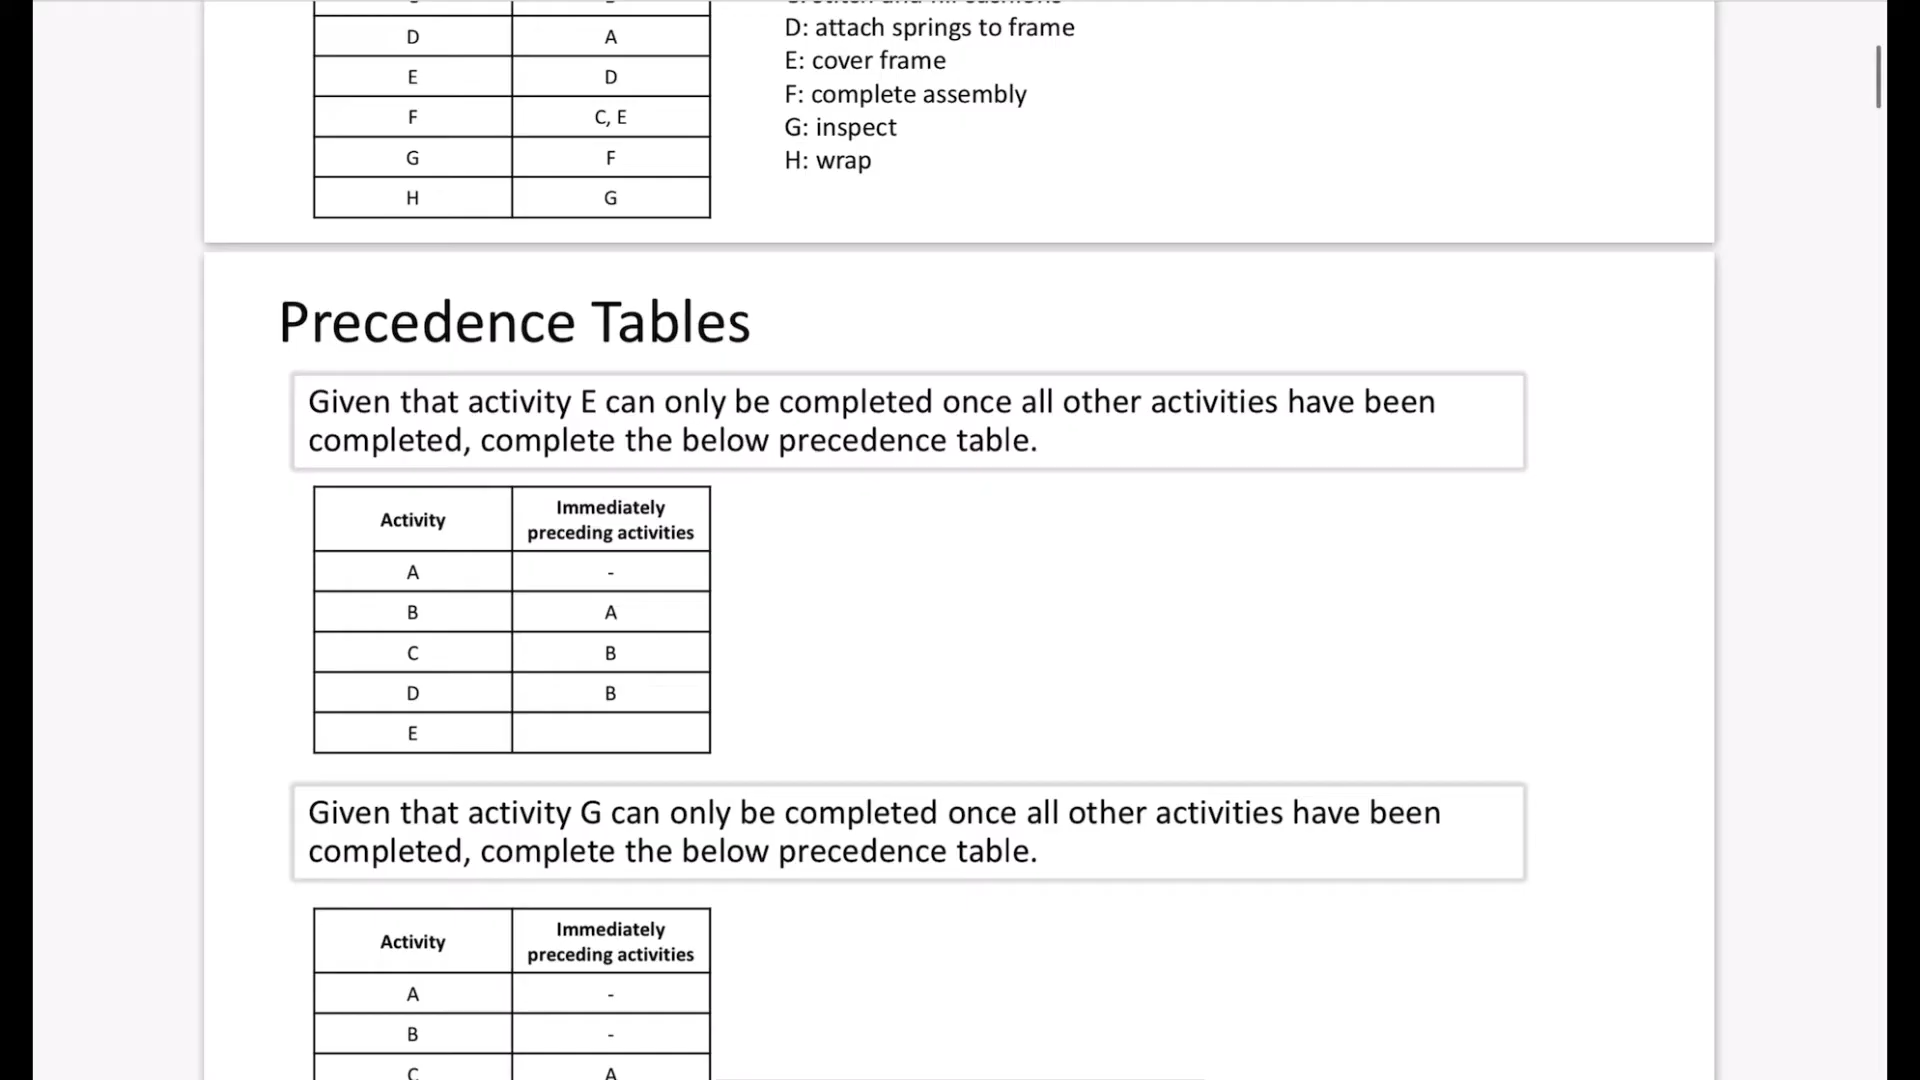 D A
E D
F C, E
G F
H G
D: attach springs to frame
E: cover frame
F: complete assembly
G: inspect
H: wrap
Precedence Tables
Given that activity E can only be completed once all other activities have been
completed, complete the below precedence table.
Activity Immediately
preceding activities
A -
B A
C B
D B
E
Given that activity G can only be completed once all other activities have been
completed, complete the below precedence table.
Activity Immediately
preceding activities
A -
B -
C A